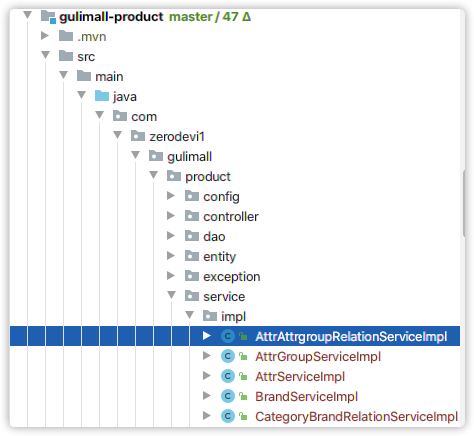 gulimall-product master / 47 Δ
.mvn
src
main
java
com
zerodevi1
gulimall
product
config
controller
dao
entity
exception
service
impl
C AttrAttrgroupRelationServiceImpl
C AttrGroupServiceImpl
C AttrServiceImpl
C BrandServiceImpl
C CategoryBrandRelationServiceImpl